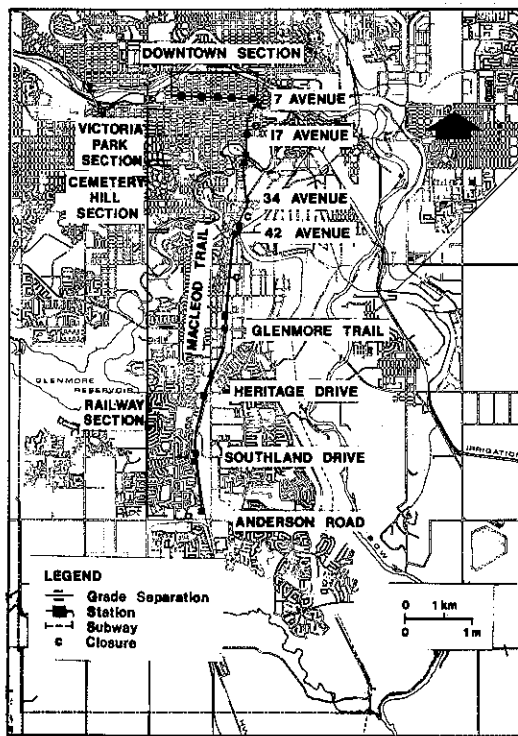 DOWNTOWN SECTION
7 AVENUE
17 AVENUE
VICTORIA
PARK
SECTION
CEMETERY
HILL
SECTION
34 AVENUE
42 AVENUE
MACLEOD TRAIL
GLENMORE TRAIL
GLENMORE
RESERVOIR
HERITAGE DRIVE
RAILWAY
SECTION
SOUTHLAND DRIVE
IRRIGATION
ANDERSON ROAD
BOW
LEGEND
Grade Separation
Station
Subway
c Closure
0 1 km
0 1 m